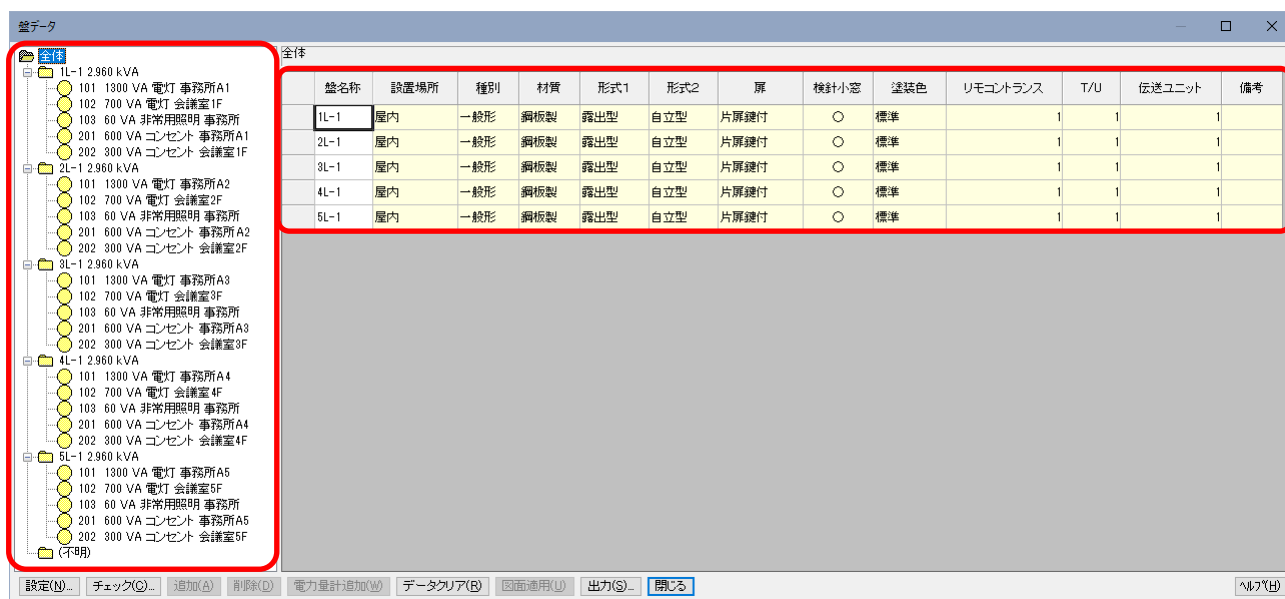 盤データ
全体
1L-1 2.960 kVA
101 1300 VA 電灯 事務所A1
102 700 VA 電灯 会議室1F
103 60 VA 非常用照明 事務所
201 600 VA コンセント 事務所A1
202 300 VA コンセント 会議室1F
2L-1 2.960 kVA
101 1300 VA 電灯 事務所A2
102 700 VA 電灯 会議室2F
103 60 VA 非常用照明 事務所
201 600 VA コンセント 事務所A2
202 300 VA コンセント 会議室2F
3L-1 2.960 kVA
101 1300 VA 電灯 事務所A3
102 700 VA 電灯 会議室3F
103 60 VA 非常用照明 事務所
201 600 VA コンセント 事務所A3
202 300 VA コンセント 会議室3F
4L-1 2.960 kVA
101 1300 VA 電灯 事務所A4
102 700 VA 電灯 会議室4F
103 60 VA 非常用照明 事務所
201 600 VA コンセント 事務所A4
202 300 VA コンセント 会議室4F
5L-1 2.960 kVA
101 1300 VA 電灯 事務所A5
102 700 VA 電灯 会議室5F
103 60 VA 非常用照明 事務所
201 600 VA コンセント 事務所A5
202 300 VA コンセント 会議室5F
(不明)
全体
盤名称 設置場所 種別 材質 形式1 形式2 扉 検針小窓 塗装色 リモコントランス T/U 伝送ユニット 備考
1L-1 屋内 一般形 鋼板製 露出型 自立型 片扉鍵付 ○ 標準 1 1 1
2L-1 屋内 一般形 鋼板製 露出型 自立型 片扉鍵付 ○ 標準 1 1 1
3L-1 屋内 一般形 鋼板製 露出型 自立型 片扉鍵付 ○ 標準 1 1 1
4L-1 屋内 一般形 鋼板製 露出型 自立型 片扉鍵付 ○ 標準 1 1 1
5L-1 屋内 一般形 鋼板製 露出型 自立型 片扉鍵付 ○ 標準 1 1 1
設定(N)... チェック(C)... 追加(A) 削除(D) 電力量計追加(W) データクリア(R) 図面適用(U) 出力(S)... 閉じる ヘルプ(H)